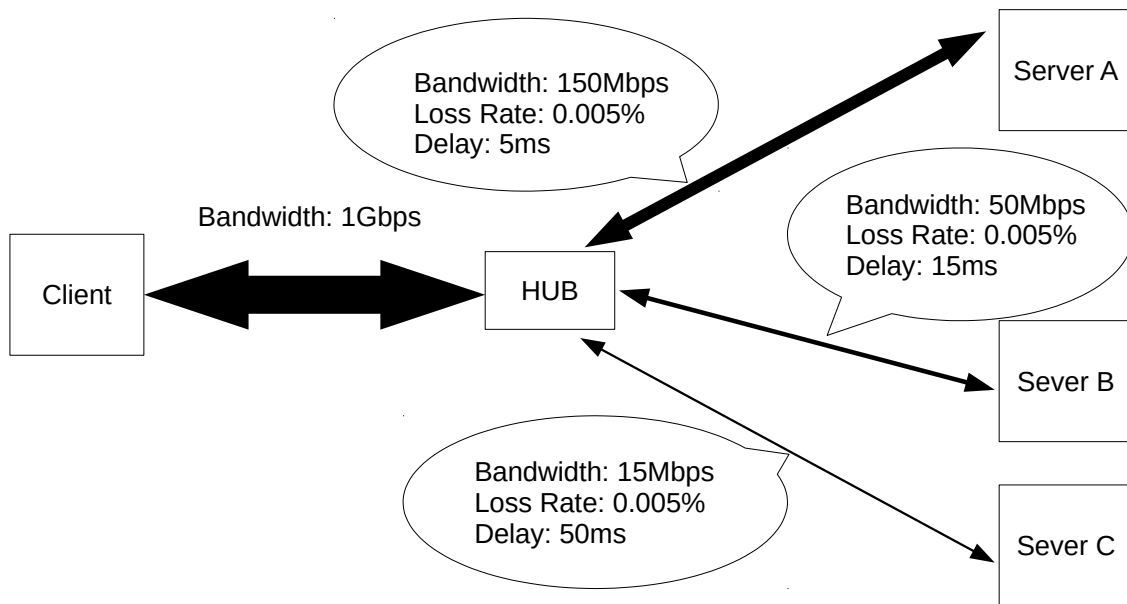 Bandwidth: 150Mbps
Loss Rate: 0.005%
Delay: 5ms
Server A
Bandwidth: 1Gbps
Bandwidth: 50Mbps
Loss Rate: 0.005%
Delay: 15ms
Client
HUB
Sever B
Bandwidth: 15Mbps
Loss Rate: 0.005%
Delay: 50ms
Sever C